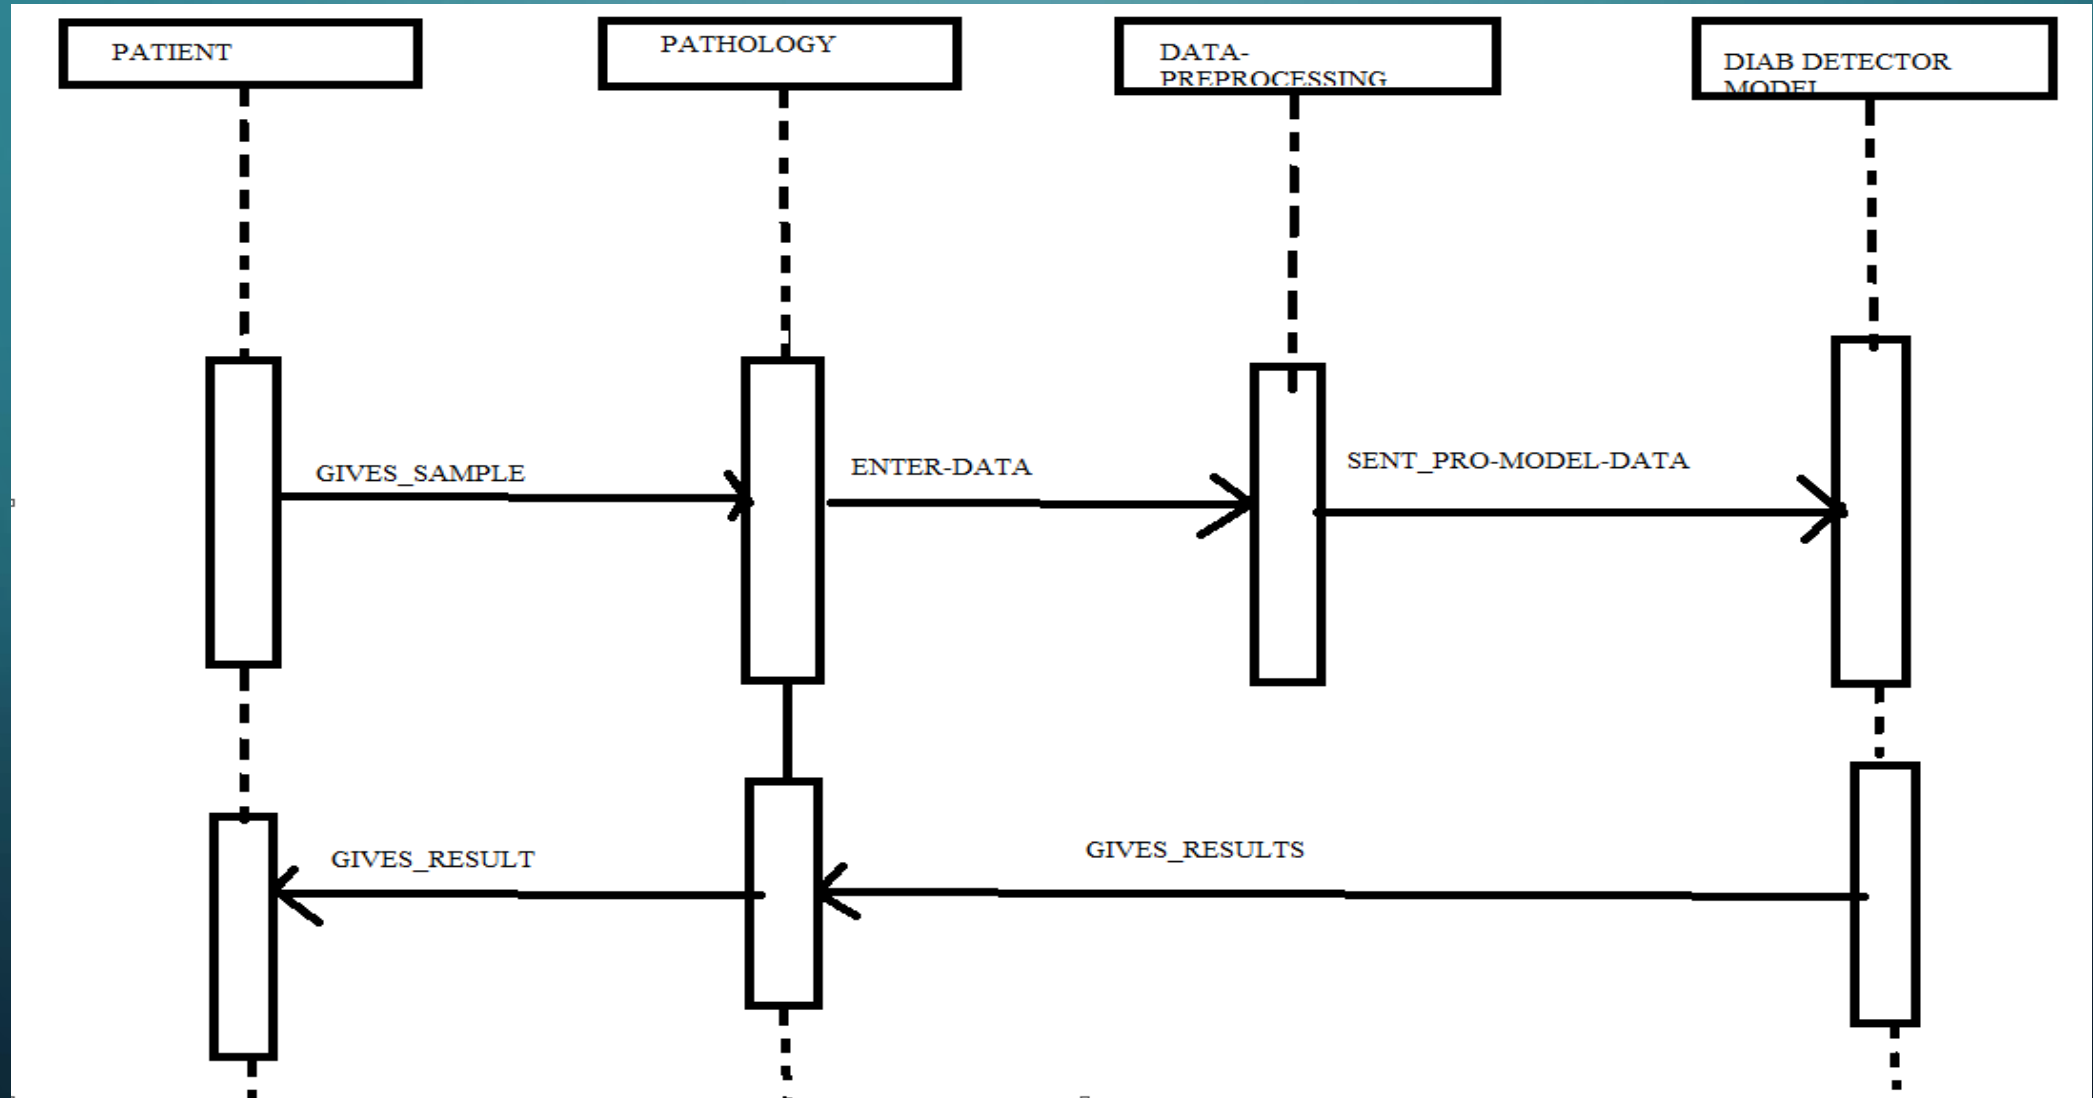 PATIENT
PATHOLOGY
DATA-
PREPROCESSING
DIAB DETECTOR
MODEL
GIVES_SAMPLE
ENTER-DATA
SENT_PRO-MODEL-DATA
GIVES_RESULT
GIVES_RESULTS